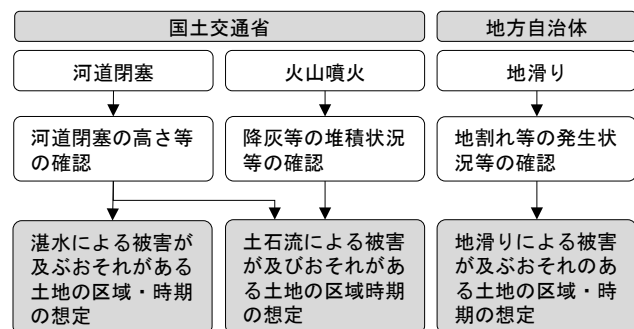 国土交通省
地方自治体
河道閉塞
火山噴火
地滑り
河道閉塞の高さ等
の確認
降灰等の堆積状況
等の確認
地割れ等の発生状
況等の確認
湛水による被害が
及ぶおそれがある
土地の区域・時期
の想定
土石流による被害
が及びおそれがあ
る土地の区域時期
の想定
地滑りによる被害
が及ぶおそれのあ
る土地の区域・時
期の想定